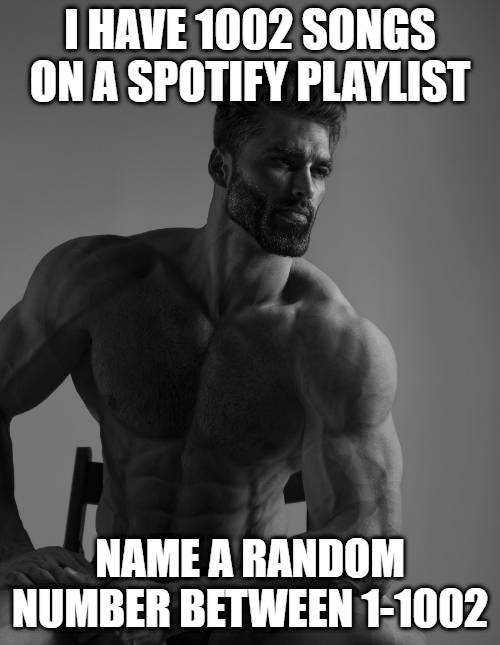 I HAVE 1002 SONGS
ON A SPOTIFY PLAYLIST
NAME A RANDOM
NUMBER BETWEEN 1-1002